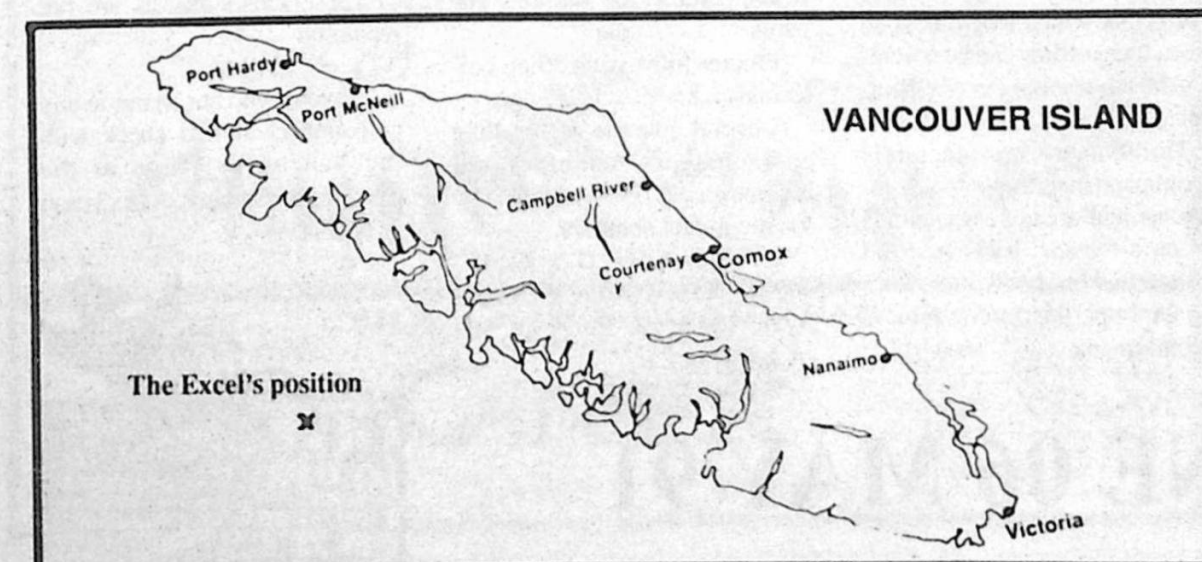 VANCOUVER ISLAND
Port Hardy
Port McNeill
Campbell River
Courtenay
Comox
Nanaimo
The Excel's position
Victoria